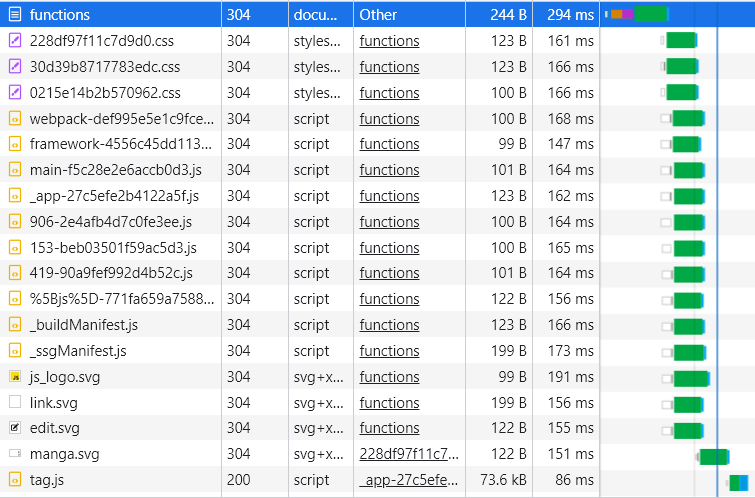 functions 304 docu... Other 244 B 294 ms
228df97f11c7d9d0.css 304 styles... functions 123 B 161 ms
30d39b8717783edc.css 304 styles... functions 123 B 166 ms
0215e14b2b570962.css 304 styles... functions 100 B 166 ms
webpack-def995e5e1c9fce... 304 script functions 100 B 168 ms
framework-4556c45dd113... 304 script functions 99 B 147 ms
main-f5c28e2e6accb0d3.js 304 script functions 101 B 164 ms
_app-27c5efe2b4122a5f.js 304 script functions 123 B 162 ms
906-2e4afb4d7c0fe3ee.js 304 script functions 100 B 164 ms
153-beb03501f59ac5d3.js 304 script functions 100 B 165 ms
419-90a9fef992d4b52c.js 304 script functions 101 B 164 ms
%5Bjs%5D-771fa659a7588... 304 script functions 122 B 156 ms
_buildManifest.js 304 script functions 123 B 166 ms
_ssgManifest.js 304 script functions 199 B 173 ms
JS js_logo.svg 304 svg+x... functions 99 B 191 ms
link.svg 304 svg+x... functions 199 B 156 ms
edit.svg 304 svg+x... functions 122 B 155 ms
manga.svg 304 svg+x... 228df97f11c7... 122 B 151 ms
tag.js 200 script _app-27c5efe... 73.6 kB 86 ms